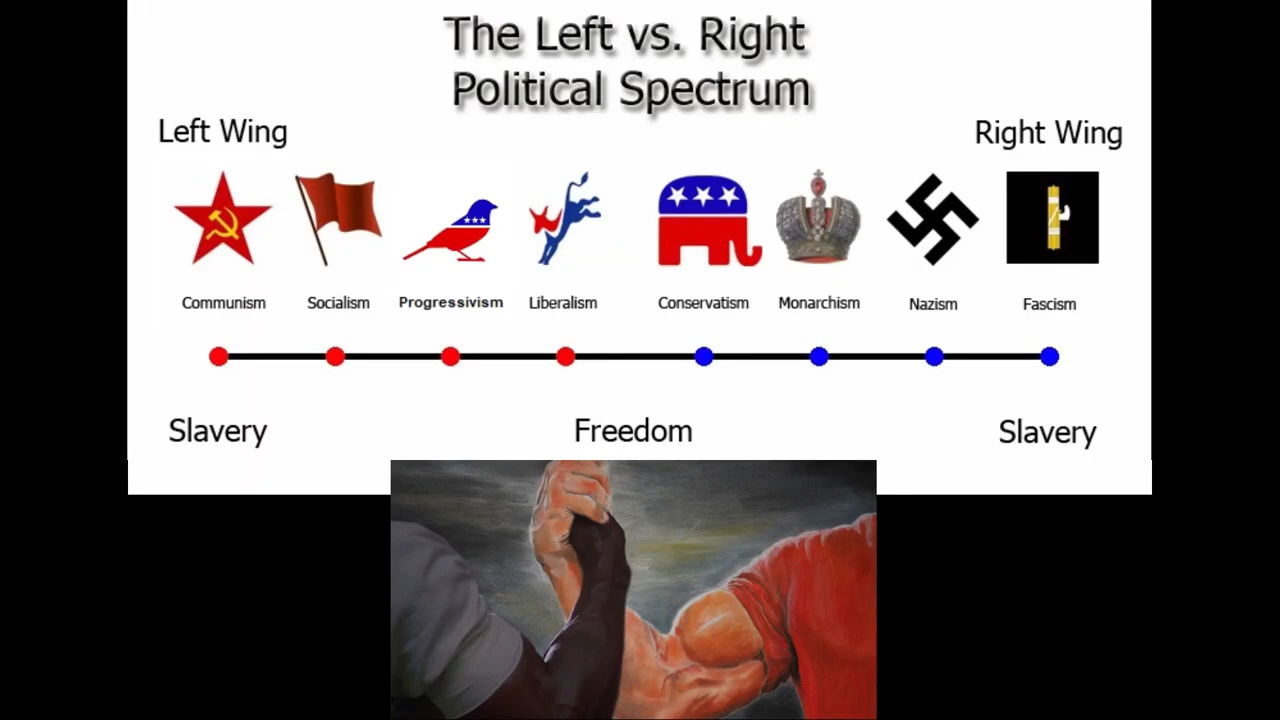 The Left vs. Right
Political Spectrum
Left Wing
Right Wing
Communism
Socialism
Progressivism
Liberalism
Conservatism
Monarchism
Nazism
Fascism
Slavery
Freedom
Slavery